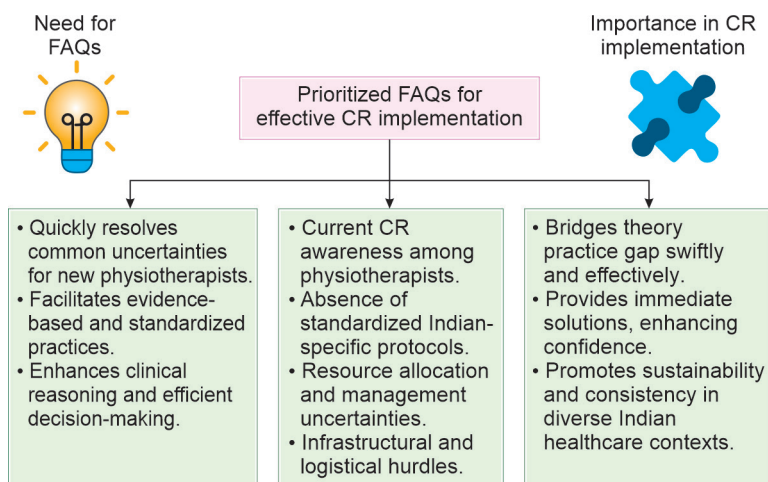 Need for
FAQs
Importance in CR
implementation
Prioritized FAQs for
effective CR implementation
• Quickly resolves
common uncertainties
for new physiotherapists.
• Facilitates evidence-
based and standardized
practices.
• Enhances clinical
reasoning and efficient
decision-making.
• Current CR
awareness among
physiotherapists.
• Absence of
standardized Indian-
specific protocols.
• Resource allocation
and management
uncertainties.
• Infrastructural and
logistical hurdles.
• Bridges theory
practice gap swiftly
and effectively.
• Provides immediate
solutions, enhancing
confidence.
• Promotes sustainability
and consistency in
diverse Indian
healthcare contexts.